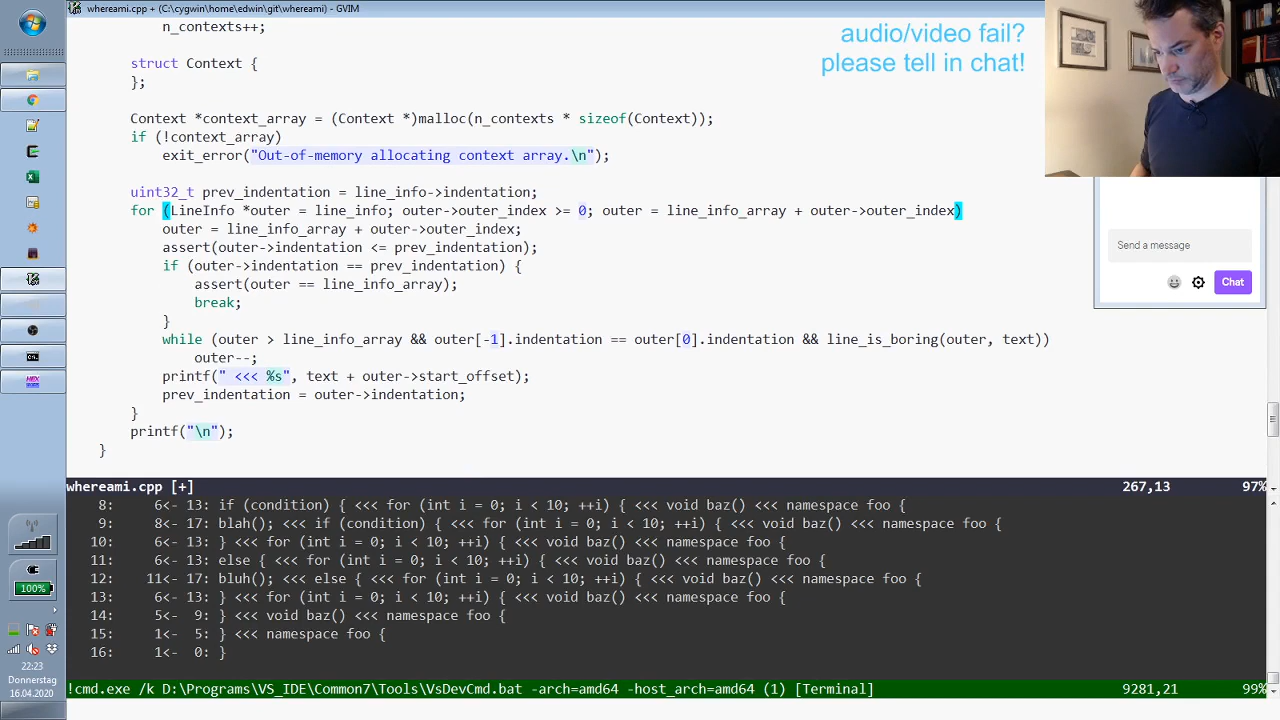 whereami.cpp + (C:\cygwin\home\edwin\git\whereami) - GVIM
n_contexts++;
struct Context {
};
Context *context_array = (Context *)malloc(n_contexts * sizeof(Context));
if (!context_array)
exit_error("Out-of-memory allocating context array.\n");
uint32_t prev_indentation = line_info->indentation;
for (LineInfo *outer = line_info; outer->outer_index >= 0; outer = line_info_array + outer->outer_index)
outer = line_info_array + outer->outer_index;
assert(outer->indentation <= prev_indentation);
if (outer->indentation == prev_indentation) {
assert(outer == line_info_array);
break;
}
while (outer > line_info_array && outer[-1].indentation == outer[0].indentation && line_is_boring(outer, text))
outer--;
printf(" <<< %s", text + outer->start_offset);
prev_indentation = outer->indentation;
}
printf("\n");
}
audio/video fail?
please tell in chat!
Send a message
Chat
whereami.cpp [+] 267,13 97%
8: 6<- 13: if (condition) { <<< for (int i = 0; i < 10; ++i) { <<< void baz() <<< namespace foo {
9: 8<- 17: blah(); <<< if (condition) { <<< for (int i = 0; i < 10; ++i) { <<< void baz() <<< namespace foo {
10: 6<- 13: } <<< for (int i = 0; i < 10; ++i) { <<< void baz() <<< namespace foo {
11: 6<- 13: else { <<< for (int i = 0; i < 10; ++i) { <<< void baz() <<< namespace foo {
12: 11<- 17: bluh(); <<< else { <<< for (int i = 0; i < 10; ++i) { <<< void baz() <<< namespace foo {
13: 6<- 13: } <<< for (int i = 0; i < 10; ++i) { <<< void baz() <<< namespace foo {
14: 5<- 9: } <<< void baz() <<< namespace foo {
15: 1<- 5: } <<< namespace foo {
16: 1<- 0: }
!cmd.exe /k D:\Programs\VS_IDE\Common7\Tools\VsDevCmd.bat -arch=amd64 -host_arch=amd64 (1) [Terminal] 9281,21 99%
100%
22:23
Donnerstag
16.04.2020